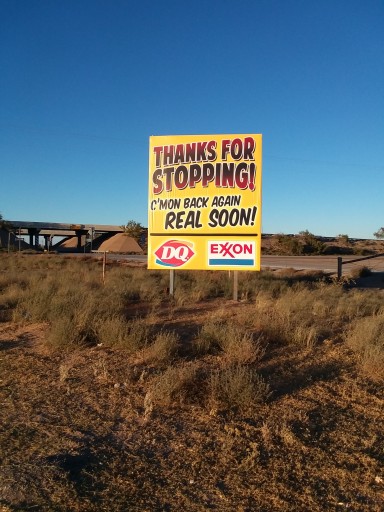 THANKS FOR
STOPPING!
C'MON BACK AGAIN
REAL SOON!
DQ
EXXON